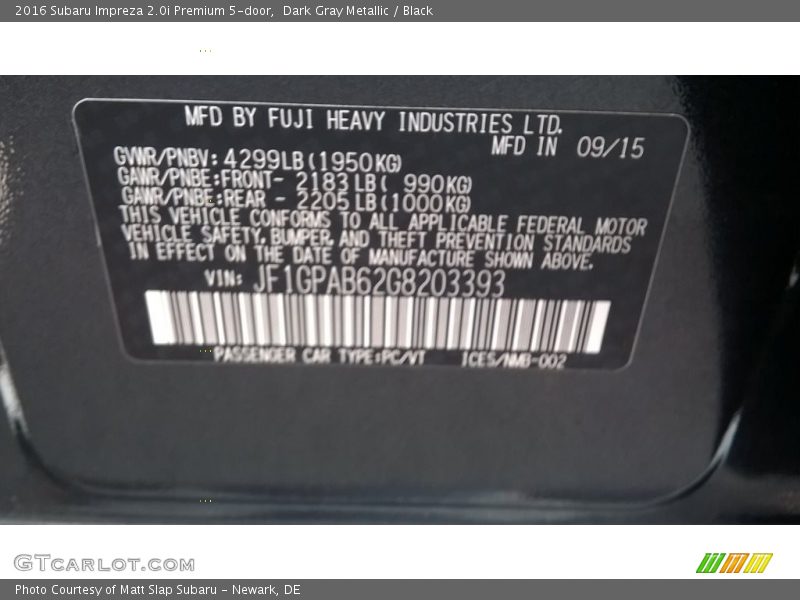 2016 Subaru Impreza 2.0i Premium 5-door,  Dark Gray Metallic / Black
MFD BY FUJI HEAVY INDUSTRIES LTD.
MFD IN 09/15
GVWR/PNBV: 4299LB(1950KG)
GAWR/PNBE:FRONT- 2183LB( 990KG)
GAWR/PNBE:REAR - 2205LB(1000KG)
THIS VEHICLE CONFORMS TO ALL APPLICABLE FEDERAL MOTOR
VEHICLE SAFETY, BUMPER, AND THEFT PREVENTION STANDARDS
IN EFFECT ON THE DATE OF MANUFACTURE SHOWN ABOVE.
VIN: JF1GPAB62G8203393
PASSENGER CAR TYPE:PC/VT ICES/NMB-002
GTCARLOT.COM
Photo Courtesy of Matt Slap Subaru - Newark, DE